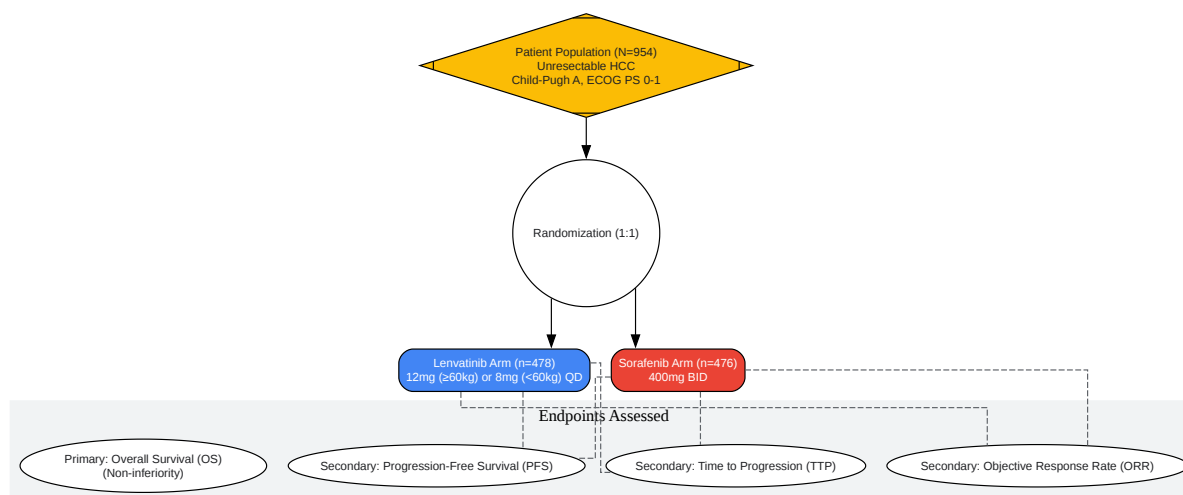 Patient Population (N=954)
Unresectable HCC
Child-Pugh A, ECOG PS 0-1
Randomization (1:1)
Lenvatinib Arm (n=478)
12mg (≥60kg) or 8mg (<60kg) QD
Sorafenib Arm (n=476)
400mg BID
Endpoints Assessed
Primary: Overall Survival (OS)
(Non-inferiority)
Secondary: Progression-Free Survival (PFS)
Secondary: Time to Progression (TTP)
Secondary: Objective Response Rate (ORR)